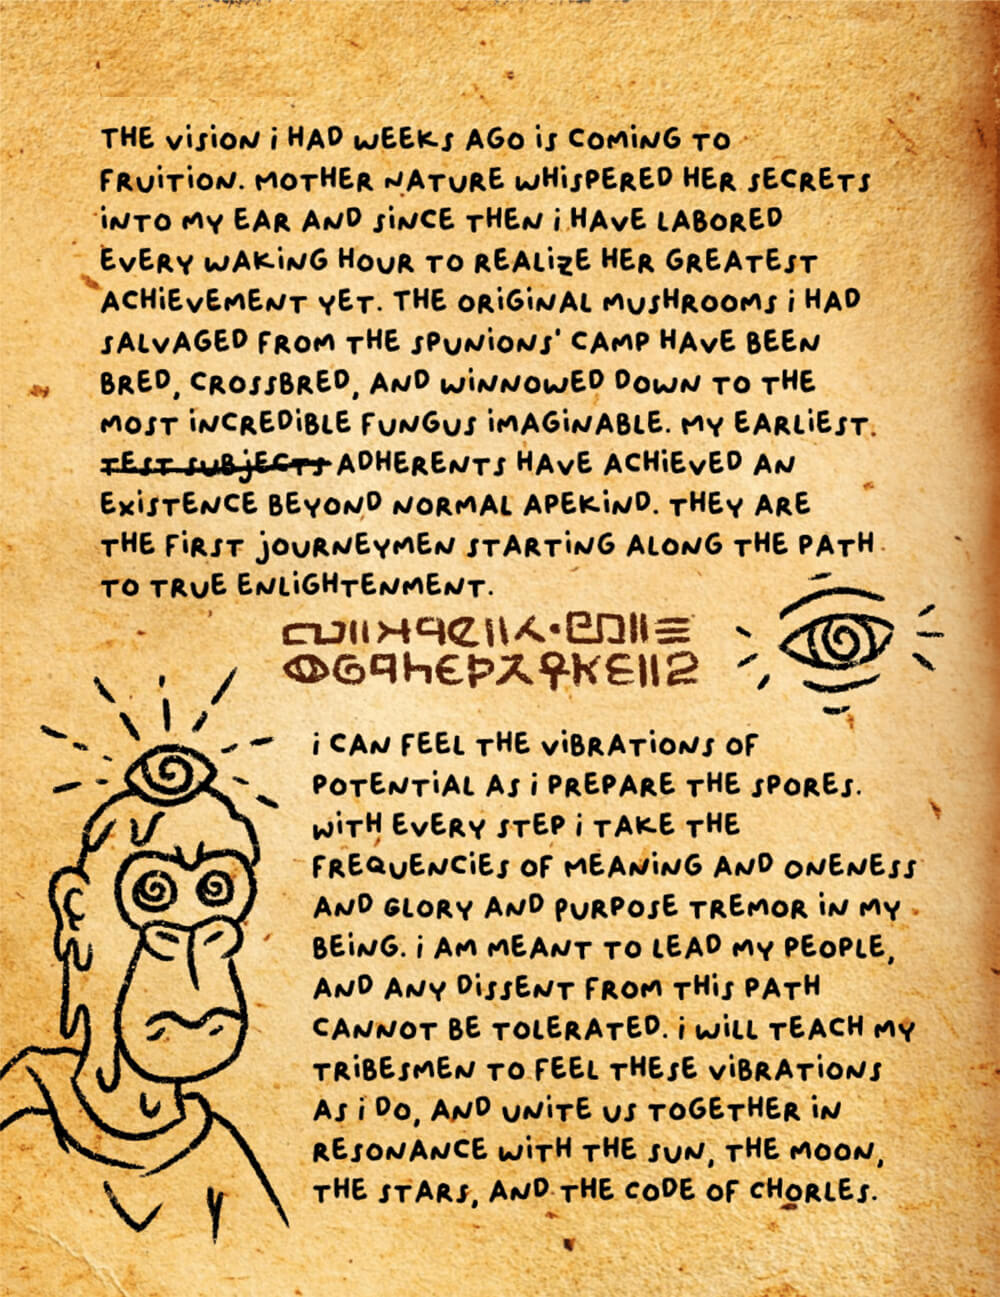 THE VISION I HAD WEEKS AGO IS COMING TO
FRUITION. MOTHER NATURE WHISPERED HER SECRETS
INTO MY EAR AND SINCE THEN I HAVE LABORED
EVERY WAKING HOUR TO REALIZE HER GREATEST
ACHIEVEMENT YET. THE ORIGINAL MUSHROOMS I HAD
SALVAGED FROM THE SPUNIONS' CAMP HAVE BEEN
BRED, CROSSBRED, AND WINNOWED DOWN TO THE
MOST INCREDIBLE FUNGUS IMAGINABLE. MY EARLIEST
TEST SUBJECTS ADHERENTS HAVE ACHIEVED AN
EXISTENCE BEYOND NORMAL APEKIND. THEY ARE
THE FIRST JOURNEYMEN STARTING ALONG THE PATH
TO TRUE ENLIGHTENMENT.
I CAN FEEL THE VIBRATIONS OF
POTENTIAL AS I PREPARE THE SPORES.
WITH EVERY STEP I TAKE THE
FREQUENCIES OF MEANING AND ONENESS
AND GLORY AND PURPOSE TREMOR IN MY
BEING. I AM MEANT TO LEAD MY PEOPLE,
AND ANY DISSENT FROM THIS PATH
CANNOT BE TOLERATED. I WILL TEACH MY
TRIBESMEN TO FEEL THESE VIBRATIONS
AS I DO, AND UNITE US TOGETHER IN
RESONANCE WITH THE SUN, THE MOON,
THE STARS, AND THE CODE OF CHORLES.